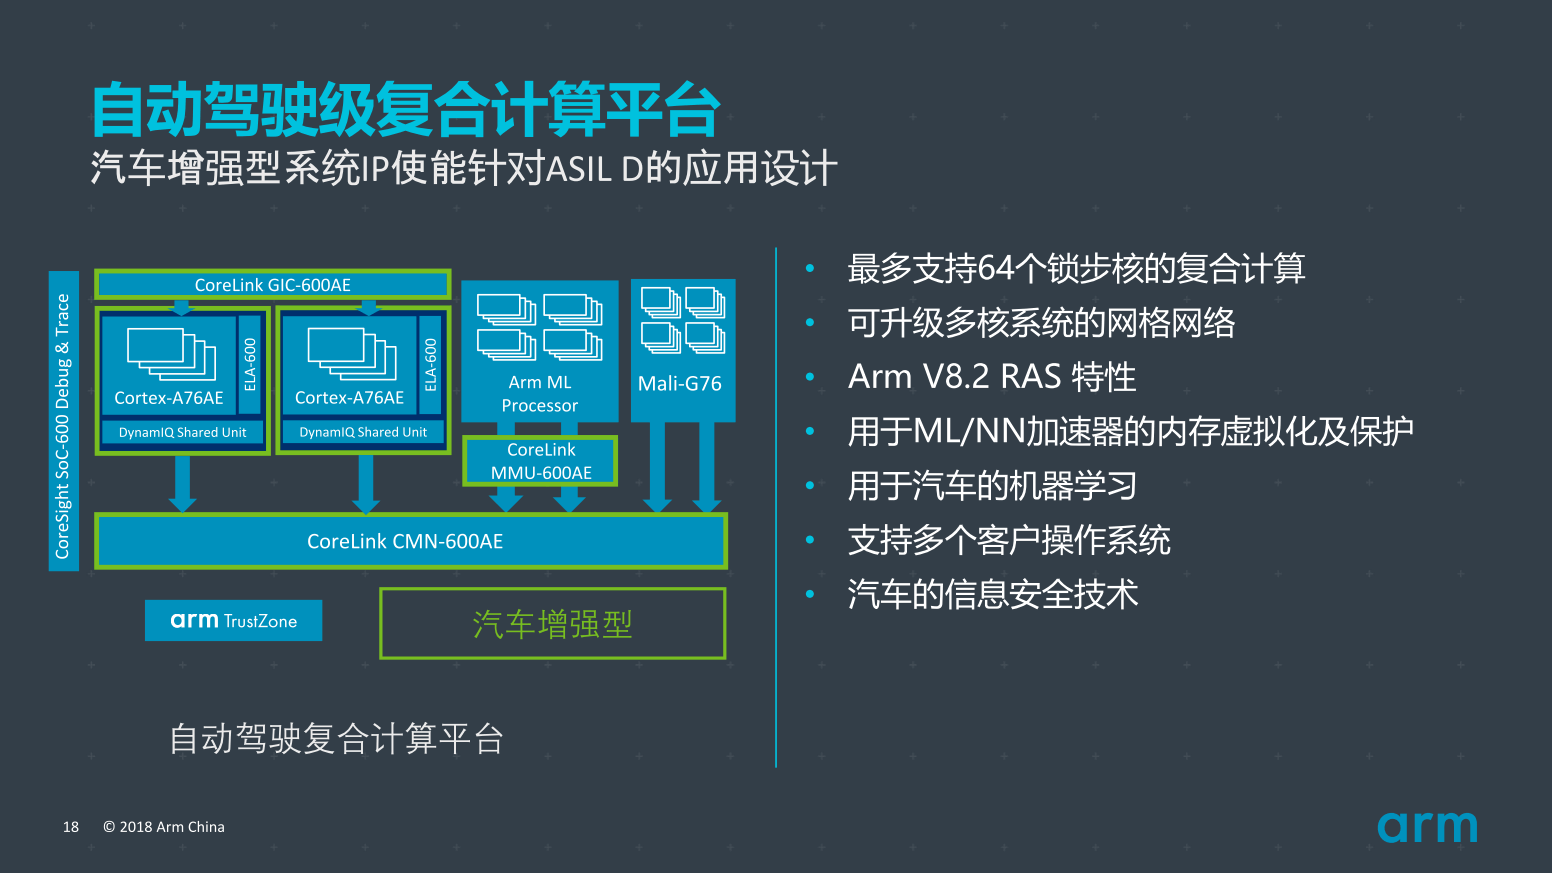 自动驾驶级复合计算平台
汽车增强型系统IP使能针对ASIL D的应用设计
CoreSight SoC-600 Debug & Trace
CoreLink GIC-600AE
Cortex-A76AE
ELA-600
DynamIQ Shared Unit
Cortex-A76AE
ELA-600
DynamIQ Shared Unit
Arm ML
Processor
Mali-G76
CoreLink
MMU-600AE
CoreLink CMN-600AE
arm TrustZone
汽车增强型
自动驾驶复合计算平台
• 最多支持64个锁步核的复合计算
• 可升级多核系统的网格网络
• Arm V8.2 RAS 特性
• 用于ML/NN加速器的内存虚拟化及保护
• 用于汽车的机器学习
• 支持多个客户操作系统
• 汽车的信息安全技术
18 © 2018 Arm China
arm